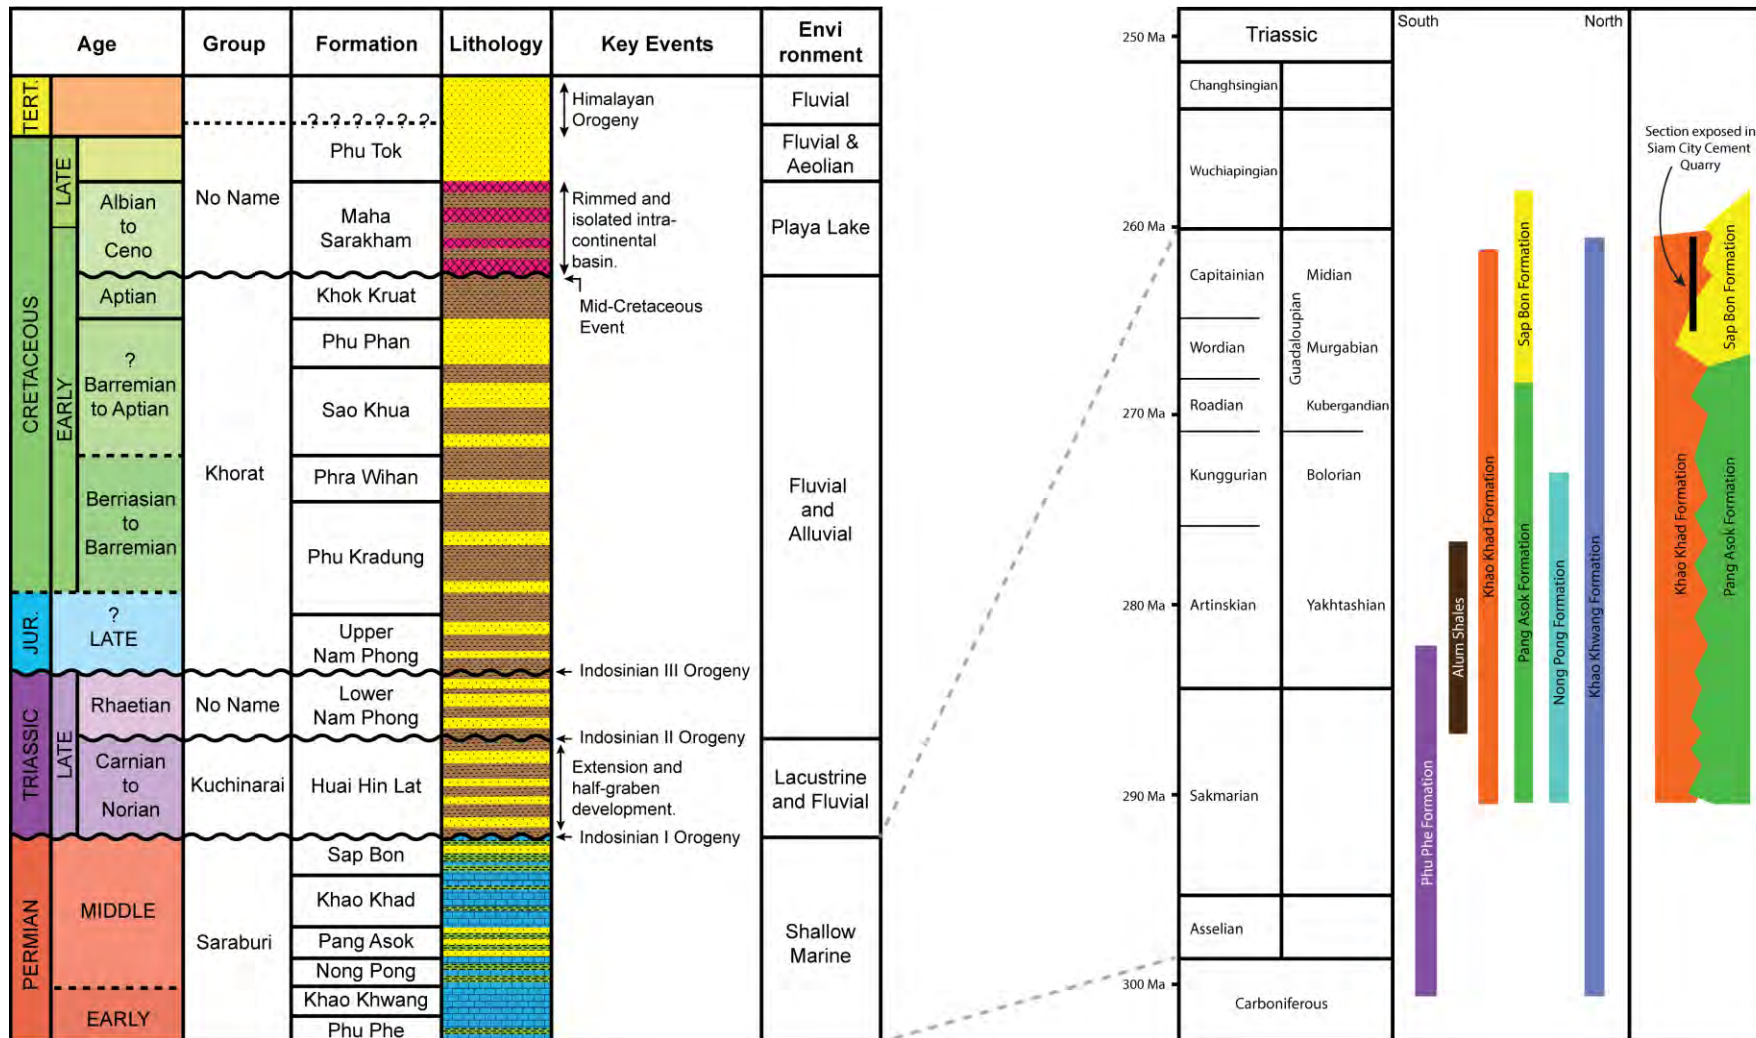 Age
Group
Formation
Lithology
Key Events
Envi
ronment
TERT.
CRETACEOUS
JUR.
TRIASSIC
PERMIAN
LATE
EARLY
LATE
Albian
to
Ceno
Aptian
?
Barremian
to Aptian
Berriasian
to
Barremian
?
LATE
Rhaetian
Carnian
to
Norian
MIDDLE
EARLY
No Name
Khorat
No Name
Kuchinarai
Saraburi
? ? ? ? ? ?
Phu Tok
Maha
Sarakham
Khok Kruat
Phu Phan
Sao Khua
Phra Wihan
Phu Kradung
Upper
Nam Phong
Lower
Nam Phong
Huai Hin Lat
Sap Bon
Khao Khad
Pang Asok
Nong Pong
Khao Khwang
Phu Phe
Himalayan
Orogeny
Rimmed and
isolated intra-
continental
basin.
Mid-Cretaceous
Event
Indosinian III Orogeny
Indosinian II Orogeny
Extension and
half-graben
development.
Indosinian I Orogeny
Fluvial
Fluvial &
Aeolian
Playa Lake
Fluvial
and
Alluvial
Lacustrine
and Fluvial
Shallow
Marine
250 Ma
260 Ma
270 Ma
280 Ma
290 Ma
300 Ma
Triassic
Changhsingian
Wuchiapingian
Capitainian
Wordian
Roadian
Kunggurian
Artinskian
Sakmarian
Asselian
Carboniferous
Guadaloupian
Midian
Murgabian
Kubergandian
Bolorian
Yakhtashian
South
North
Phu Phe Formation
Alum Shales
Khao Khad Formation
Sap Bon Formation
Pang Asok Formation
Nong Pong Formation
Khao Khwang Formation
Section exposed in
Siam City Cement
Quarry
Khao Khad Formation
Sap Bon Formation
Pang Asok Formation